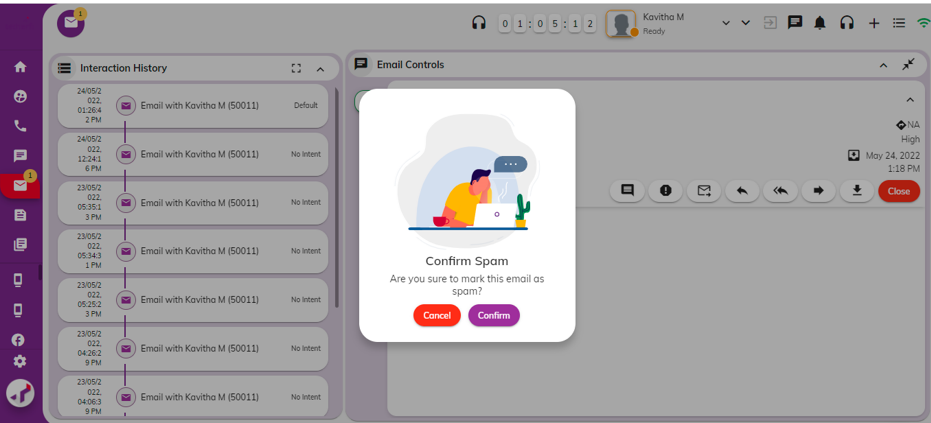 1
0 1 : 0 5 : 1 2
Kavitha M
Ready
Interaction History
Email Controls
24/05/2
022,
01:26:4
2 PM
Email with Kavitha M (50011)
Default
24/05/2
022,
12:24:1
6 PM
Email with Kavitha M (50011)
No Intent
23/05/2
022,
05:35:1
3 PM
Email with Kavitha M (50011)
No Intent
23/05/2
022,
05:34:3
1 PM
Email with Kavitha M (50011)
No Intent
23/05/2
022,
05:25:2
3 PM
Email with Kavitha M (50011)
No Intent
23/05/2
022,
04:26:2
9 PM
Email with Kavitha M (50011)
No Intent
23/05/2
022,
04:06:3
9 PM
Email with Kavitha M (50011)
No Intent
1
NA
High
May 24, 2022
1:18 PM
Close
Confirm Spam
Are you sure to mark this email as
spam?
Cancel
Confirm